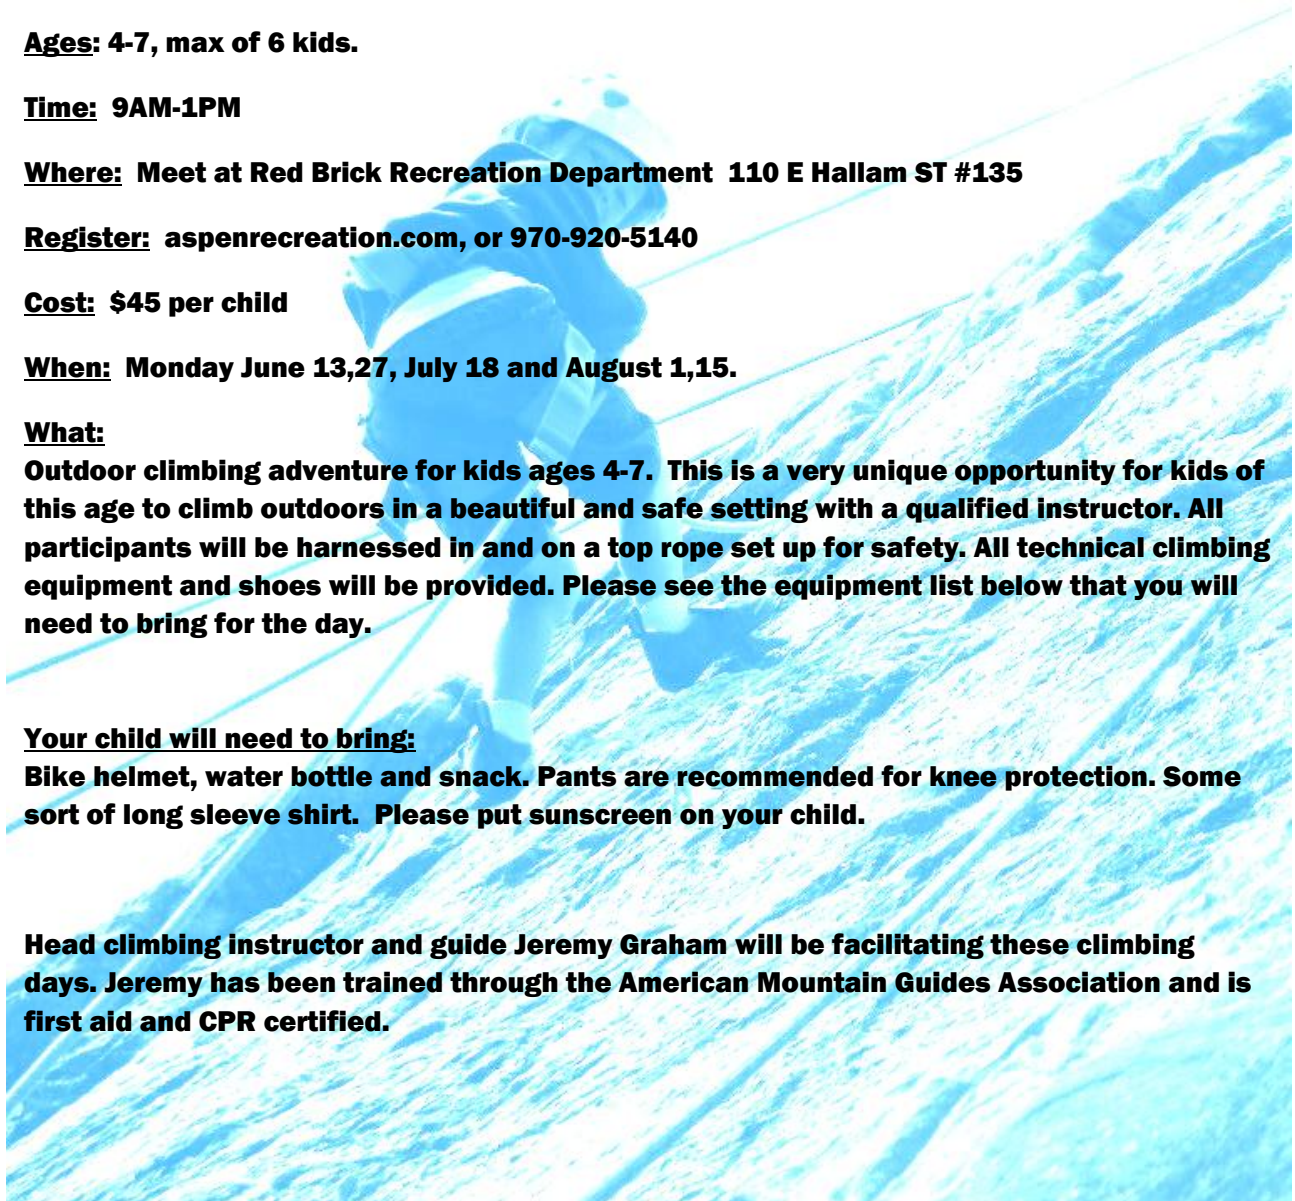 Ages: 4-7, max of 6 kids.
Time:  9AM-1PM
Where:  Meet at Red Brick Recreation Department  110 E Hallam ST #135
Register:  aspenrecreation.com, or 970-920-5140
Cost:  $45 per child
When:  Monday June 13,27, July 18 and August 1,15.
What:
Outdoor climbing adventure for kids ages 4-7.  This is a very unique opportunity for kids of
this age to climb outdoors in a beautiful and safe setting with a qualified instructor. All
participants will be harnessed in and on a top rope set up for safety. All technical climbing
equipment and shoes will be provided. Please see the equipment list below that you will
need to bring for the day.
Your child will need to bring:
Bike helmet, water bottle and snack. Pants are recommended for knee protection. Some
sort of long sleeve shirt.  Please put sunscreen on your child.
Head climbing instructor and guide Jeremy Graham will be facilitating these climbing
days. Jeremy has been trained through the American Mountain Guides Association and is
first aid and CPR certified.